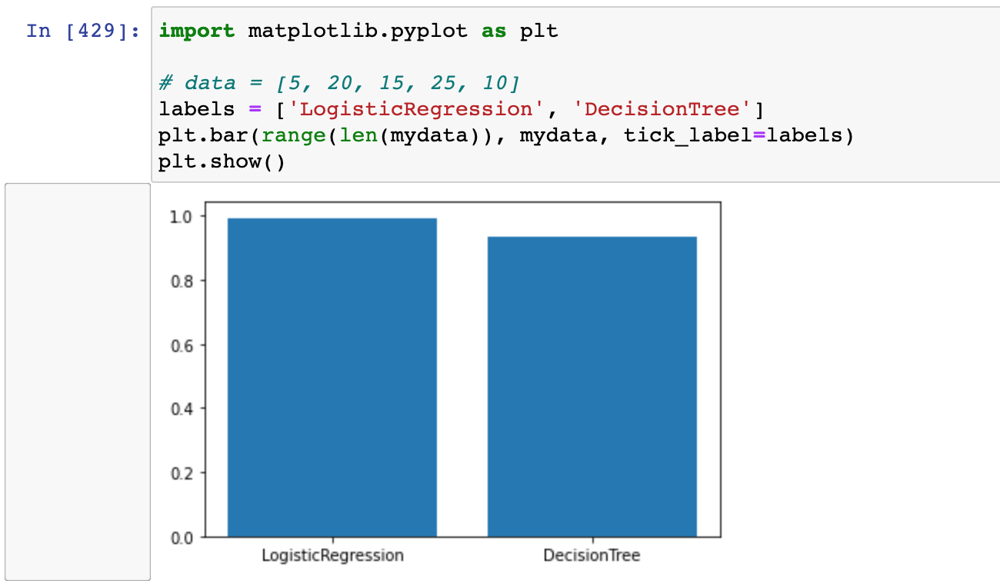 In [429]: import matplotlib.pyplot as plt
# data = [5, 20, 15, 25, 10]
labels = ['LogisticRegression', 'DecisionTree']
plt.bar(range(len(mydata)), mydata, tick_label=labels)
plt.show()
1.0
0.8
0.6
0.4
0.2
0.0
LogisticRegression DecisionTree